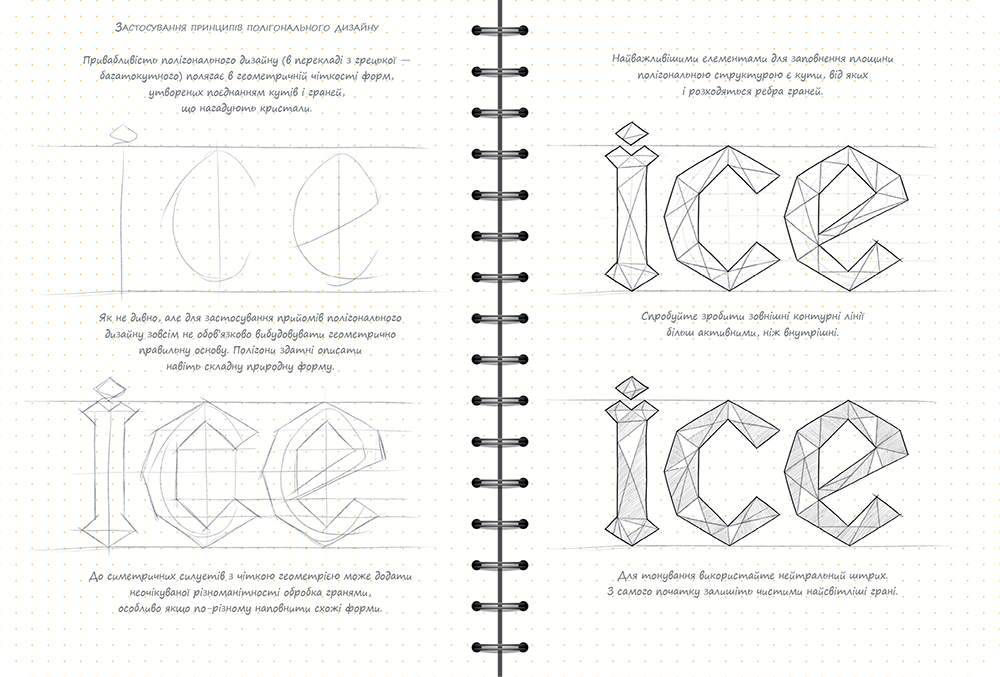 Застосування принципів полігонального дизайну
Привабливість полігонального дизайну (в перекладі з грецької —
багатокутного) полягає в геометричній чіткості форм,
утворених поєднанням кутів і граней,
що нагадують кристали.
ice
Як не дивно, але для застосування прийомів полігонального
дизайну зовсім не обов'язково вибудовувати геометрично
правильну основу. Полігони здатні описати
навіть складну природну форму.
ice
До симетричних силуетів з чіткою геометрією може додати
неочікуваної різноманітності обробка гранями,
особливо якщо по-різному наповнити схожі форми.
Найважливішими елементами для заповнення площини
полігональною структурою є кути, від яких
і розходяться ребра граней.
ice
Спробуйте зробити зовнішні контурні лінії
більш активними, ніж внутрішні.
ice
Для тонування використайте нейтральний штрих.
З самого початку залишіть чистими найсвітліші грані.